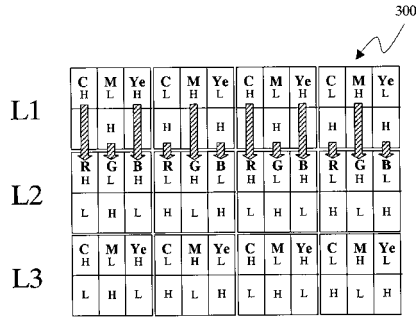 300
C M Ye C M Ye C M Ye C M Ye
H L H L H L H L H L H L
L1
H H H H H H
R G B R G B R G B R G B
H L H L H L H L H L H L
L2
L H L L H L L H L L H L
C M Ye C M Ye C M Ye C M Ye
H L H L H L H L H L H L
L3
L H L L H L L H L L H L